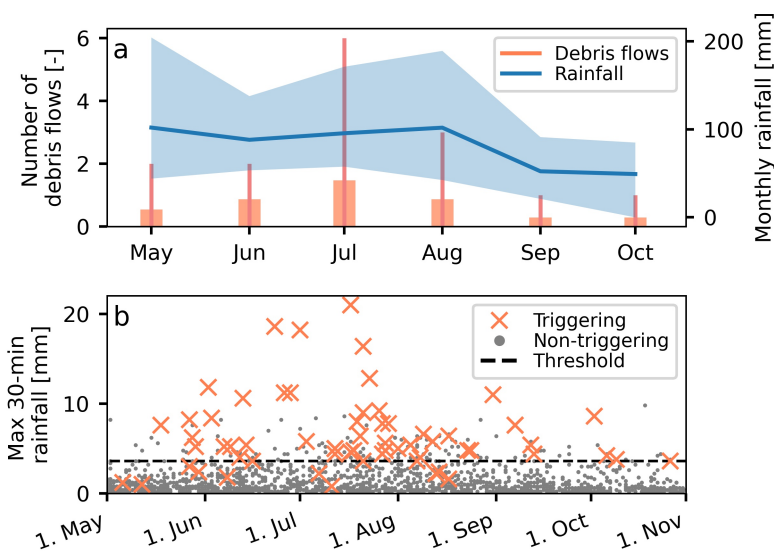 a
Debris flows
Rainfall
Number of
debris flows [-]
6
4
2
0
200
100
0
Monthly rainfall [mm]
May Jun Jul Aug Sep Oct
b
Triggering
Non-triggering
Threshold
Max 30-min
rainfall [mm]
20
10
0
1. May 1. Jun 1. Jul 1. Aug 1. Sep 1. Oct 1. Nov